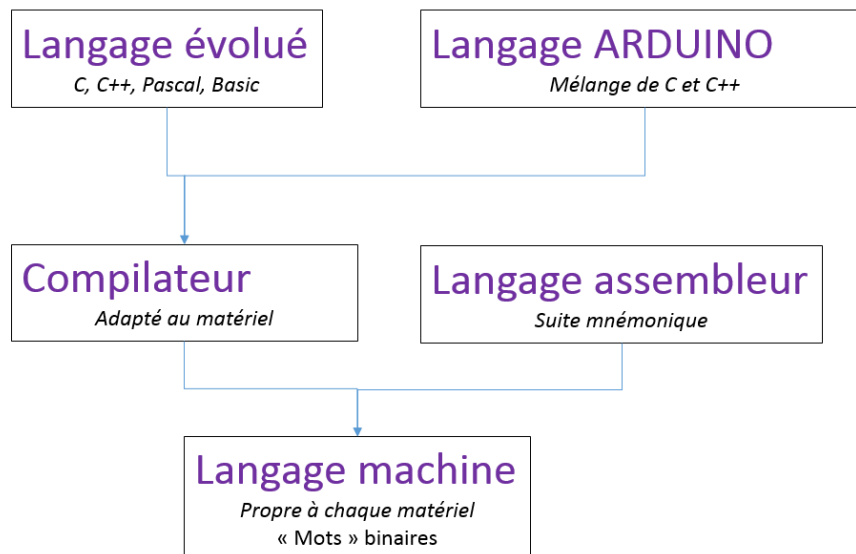 Langage évolué
C, C++, Pascal, Basic
Langage ARDUINO
Mélange de C et C++
Compilateur
Adapté au matériel
Langage assembleur
Suite mnémonique
Langage machine
Propre à chaque matériel
« Mots » binaires